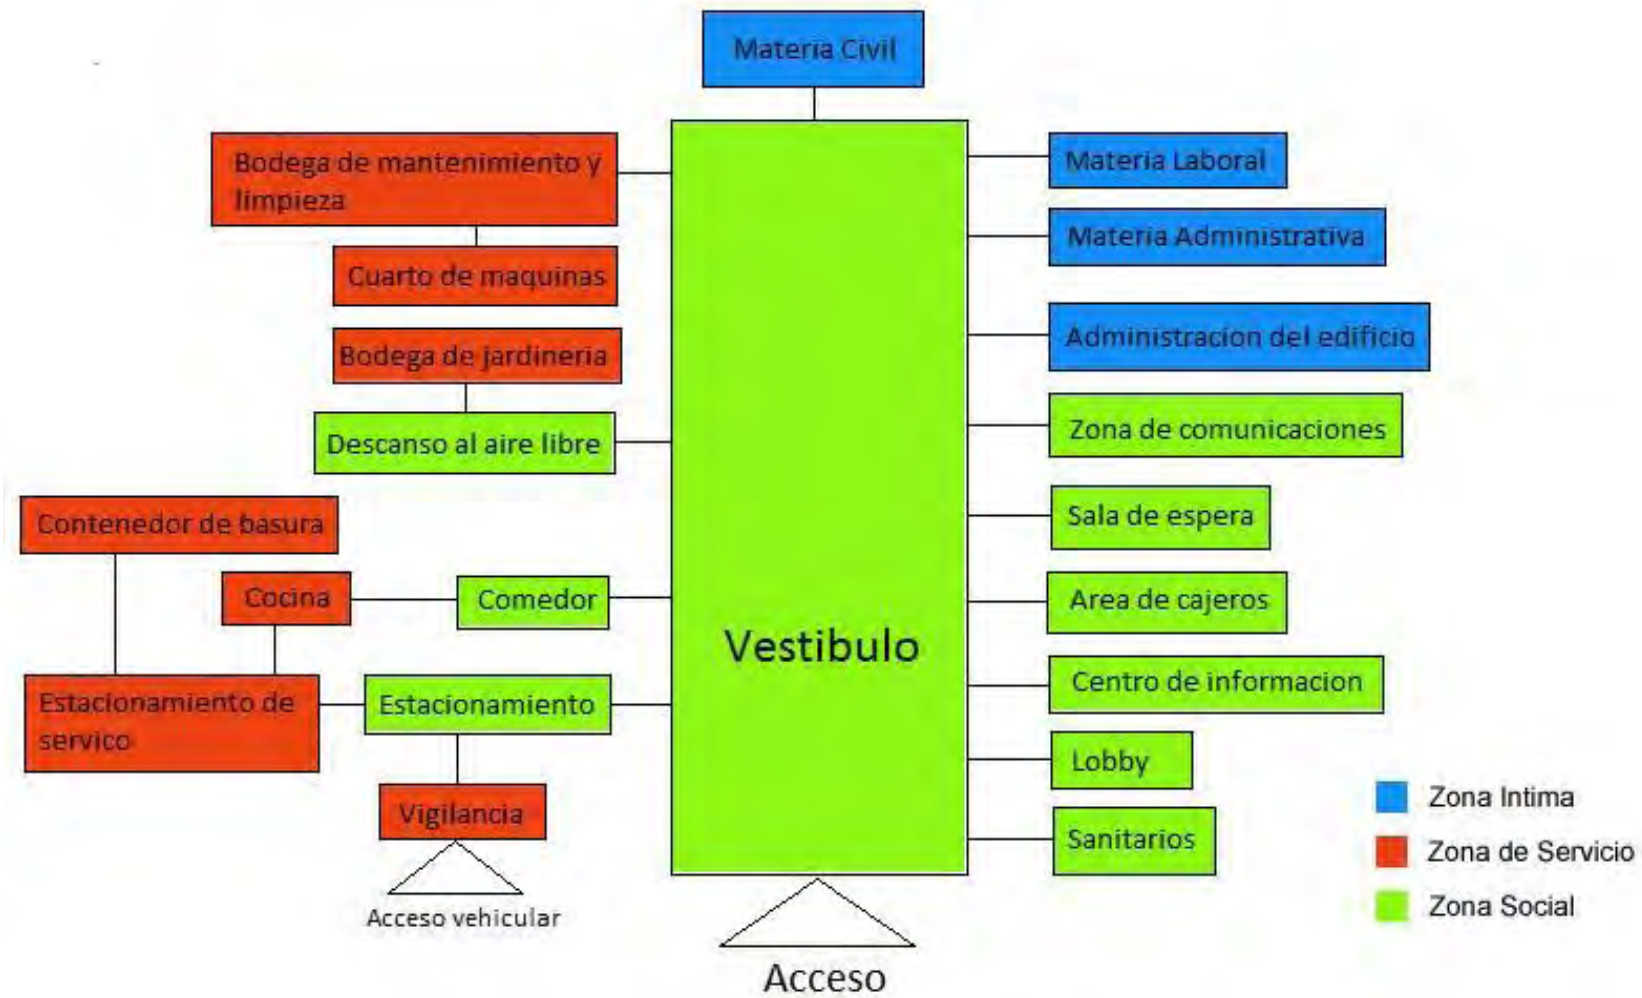 Materia Civil
Bodega de mantenimiento y
limpieza
Cuarto de maquinas
Bodega de jardineria
Descanso al aire libre
Contenedor de basura
Cocina
Comedor
Estacionamiento de
servico
Estacionamiento
Vigilancia
Acceso vehicular
Vestibulo
Acceso
Materia Laboral
Materia Administrativa
Administracion del edificio
Zona de comunicaciones
Sala de espera
Area de cajeros
Centro de informacion
Lobby
Sanitarios
Zona Intima
Zona de Servicio
Zona Social